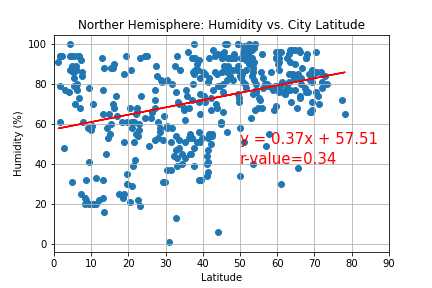 Norther Hemisphere: Humidity vs. City Latitude
100
80
60
40
20
0
Humidity (%)
y = 0.37x + 57.51
r-value=0.34
0 10 20 30 40 50 60 70 80 90
Latitude